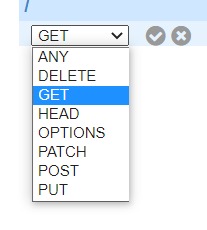 /
GET
ANY
DELETE
GET
HEAD
OPTIONS
PATCH
POST
PUT